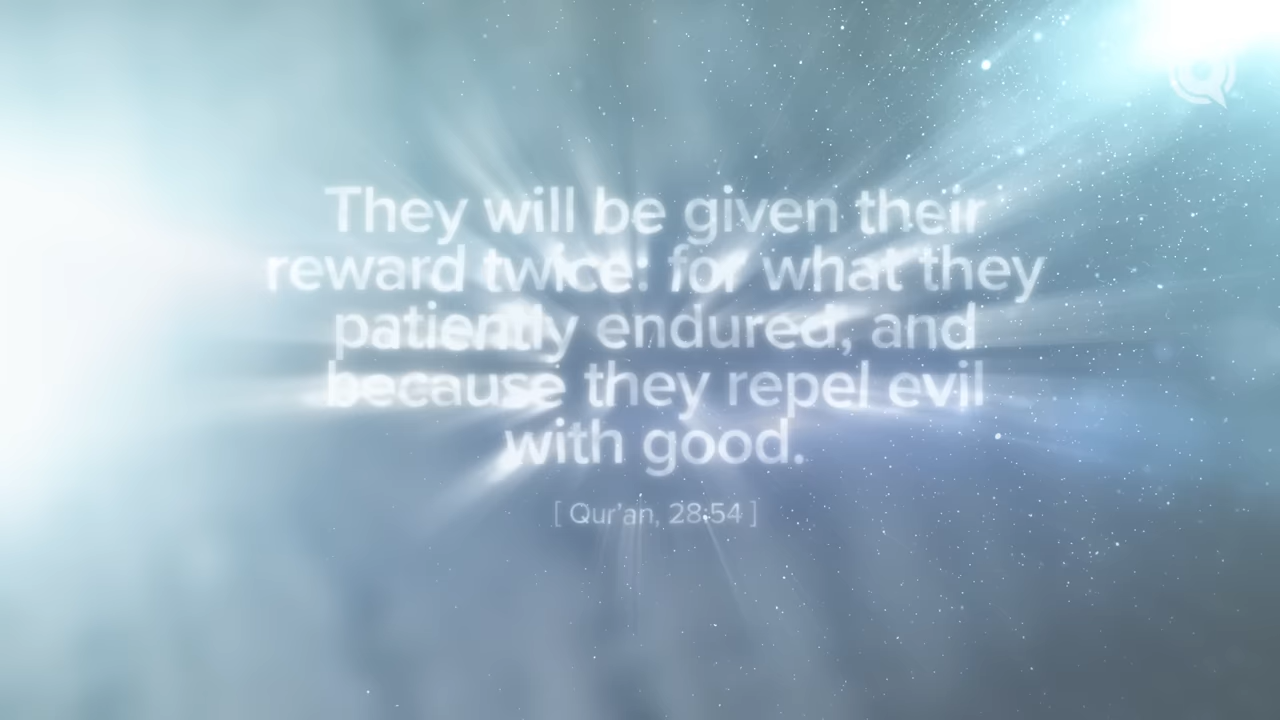 They will be given their
reward twice: for what they
patiently endured, and
because they repel evil
with good.
[ Qur'an, 28:54 ]